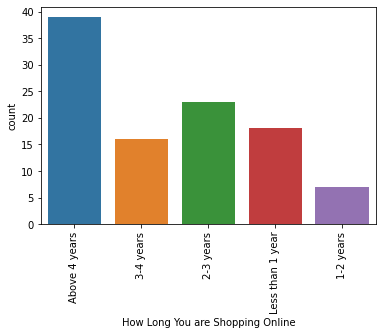 40
35
30
25
20
15
10
5
0
count
Above 4 years
3-4 years
2-3 years
Less than 1 year
1-2 years
How Long You are Shopping Online